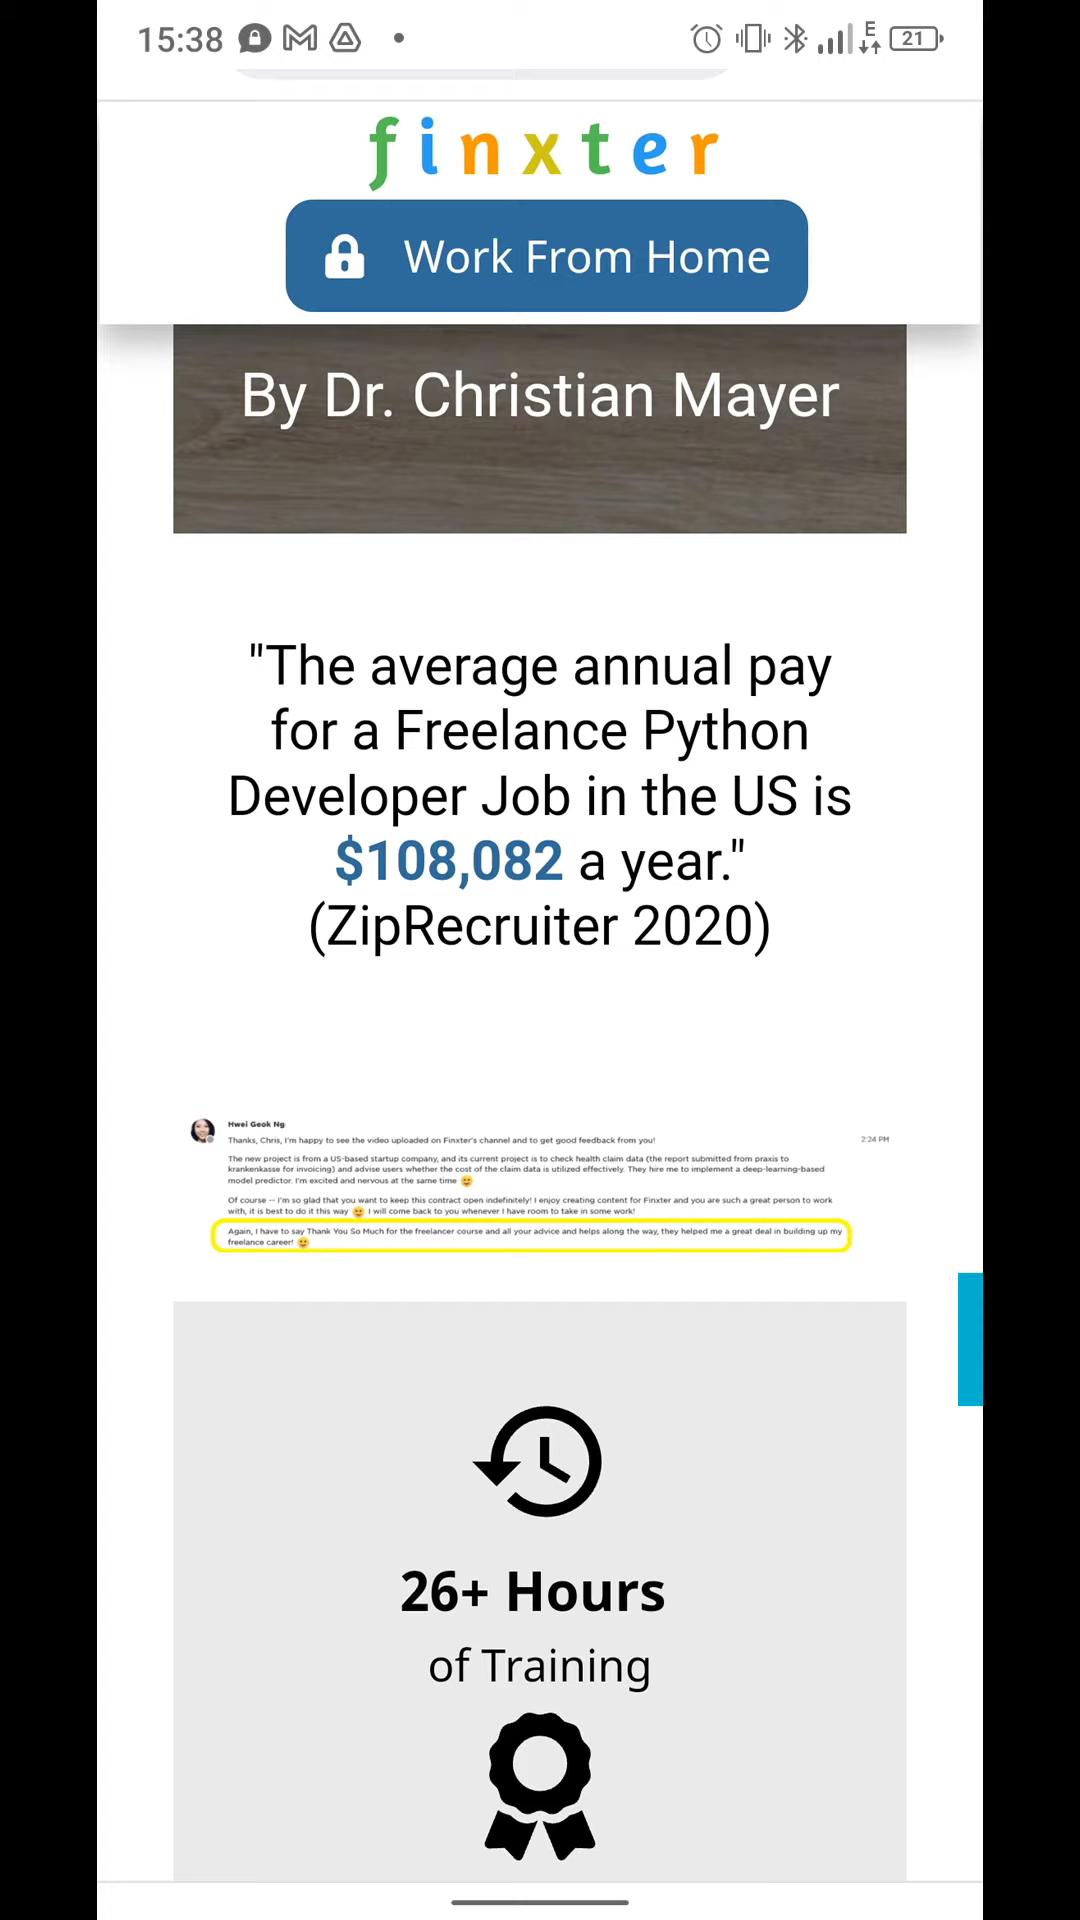 15:38
E
21
finxter
Work From Home
By Dr. Christian Mayer
"The average annual pay
for a Freelance Python
Developer Job in the US is
$108,082 a year."
(ZipRecruiter 2020)
Hwei Geok Ng
Thanks, Chris, I'm happy to see the video uploaded on Finxter's channel and to get good feedback from you!
2:24 PM
The new project is from a US-based startup company, and its current project is to check health claim data (the report submitted from praxis to
krankenkasse for invoicing) and advise users whether the cost of the claim data is utilized effectively. They hire me to implement a deep-learning-based
model predictor. I'm excited and nervous at the same time
Of course -- I'm so glad that you want to keep this contract open indefinitely! I enjoy creating content for Finxter and you are such a great person to work
with, it is best to do it this way I will come back to you whenever I have room to take in some work!
Again, I have to say Thank You So Much for the freelancer course and all your advice and helps along the way, they helped me a great deal in building up my
freelance career!
26+ Hours
of Training